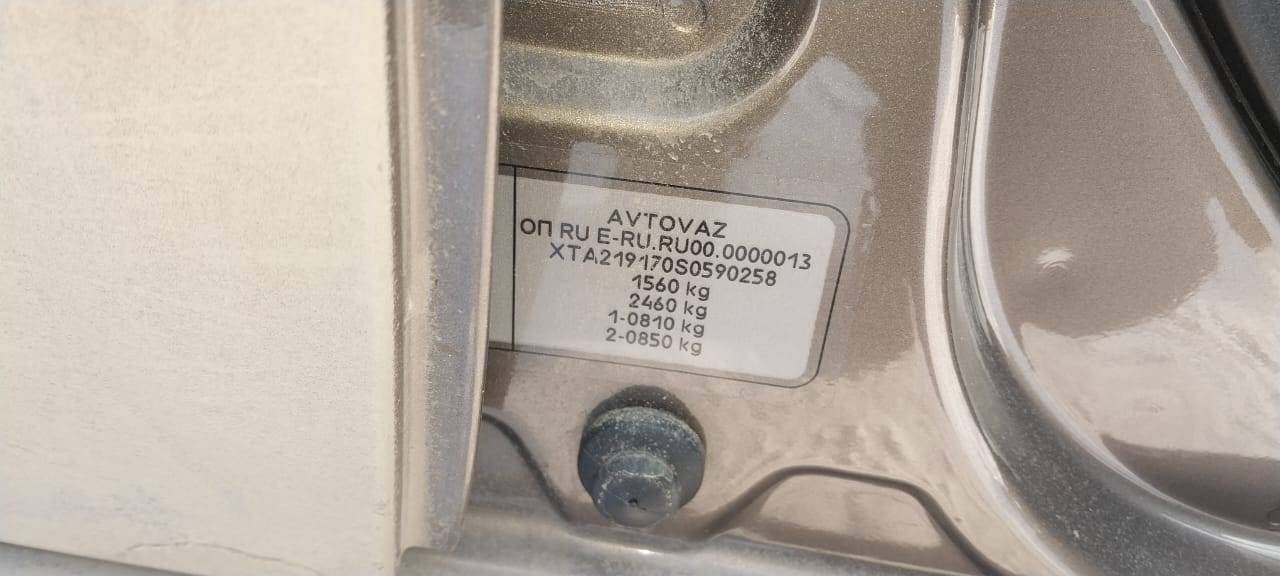 AVTOVAZ
ОП RU E-RU.RU00.0000013
XTA219170S0590258
1560 kg
2460 kg
1-0810 kg
2-0850 kg